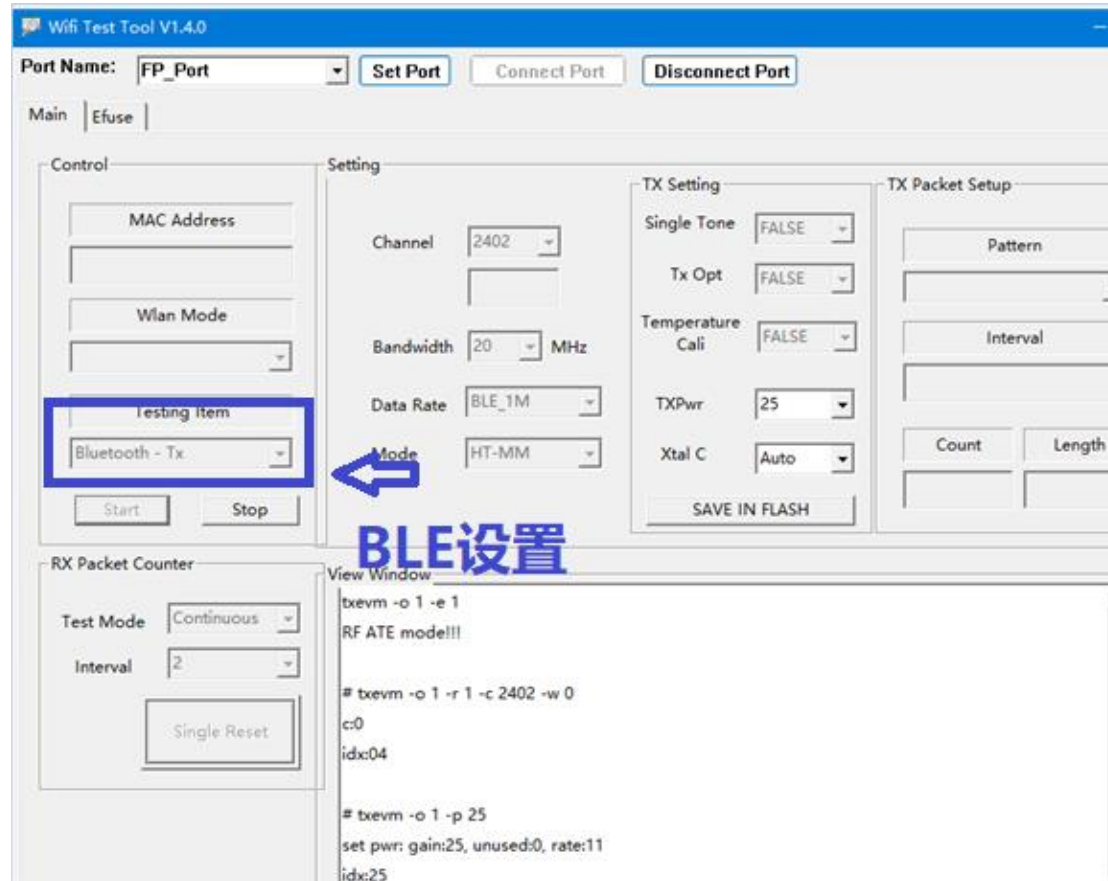 Wifi Test Tool V1.4.0
Port Name: FP_Port Set Port Connect Port Disconnect Port
Main Efuse
Control
MAC Address
Wlan Mode
Testing Item
Bluetooth - Tx
Start Stop
Setting
Channel 2402
Bandwidth 20 MHz
Data Rate BLE_1M
Mode HT-MM
TX Setting
Single Tone FALSE
Tx Opt FALSE
Temperature
Cali FALSE
TXPwr 25
Xtal C Auto
SAVE IN FLASH
TX Packet Setup
Pattern
Interval
Count Length
BLE设置
RX Packet Counter
Test Mode Continuous
Interval 2
Single Reset
View Window
txevm -o 1 -e 1
RF ATE mode!!!
# txevm -o 1 -r 1 -c 2402 -w 0
c:0
idx:04
# txevm -o 1 -p 25
set pwr: gain:25, unused:0, rate:11
idx:25